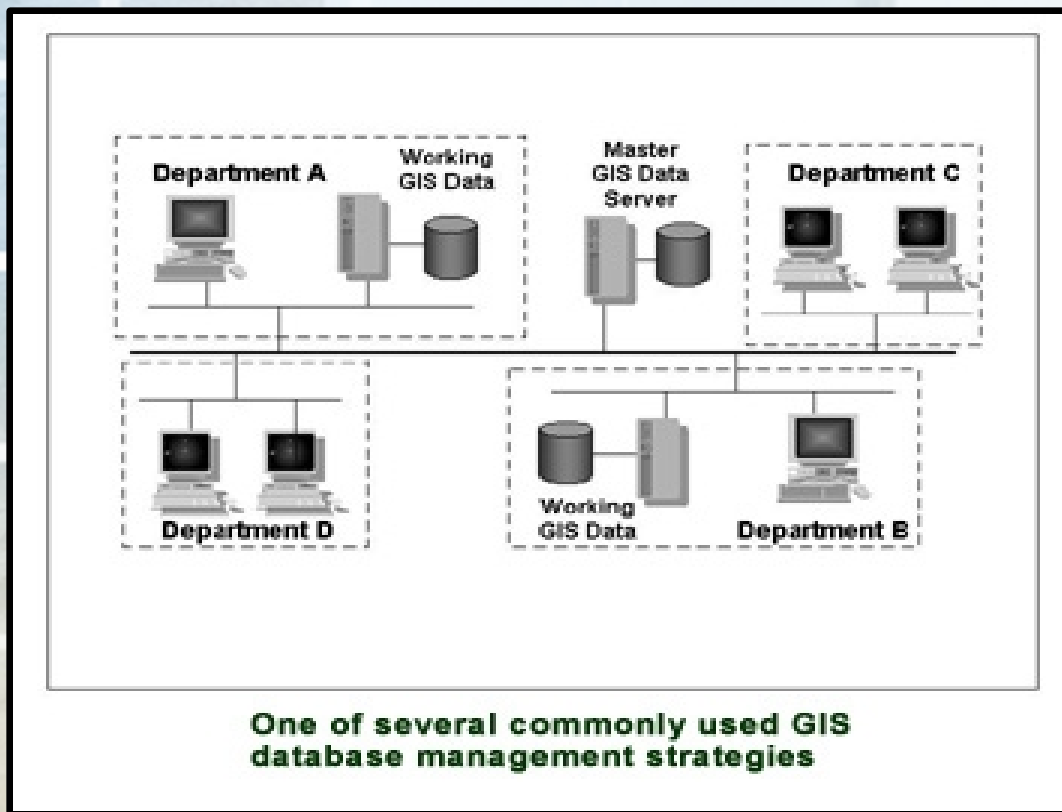 Department A
Working
GIS Data
Master
GIS Data
Server
Department C
Department D
Working
GIS Data
Department B
One of several commonly used GIS
database management strategies